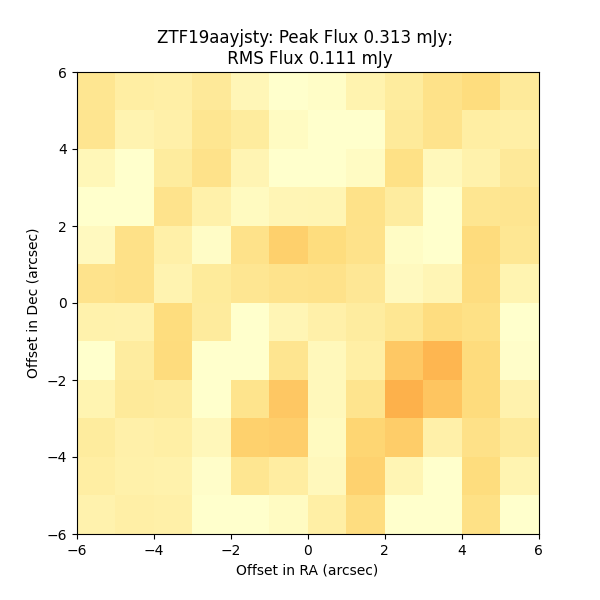 ZTF19aayjsty: Peak Flux 0.313 mJy;
RMS Flux 0.111 mJy
6
4
2
0
−2
−4
−6
Offset in Dec (arcsec)
−6 −4 −2 0 2 4 6
Offset in RA (arcsec)